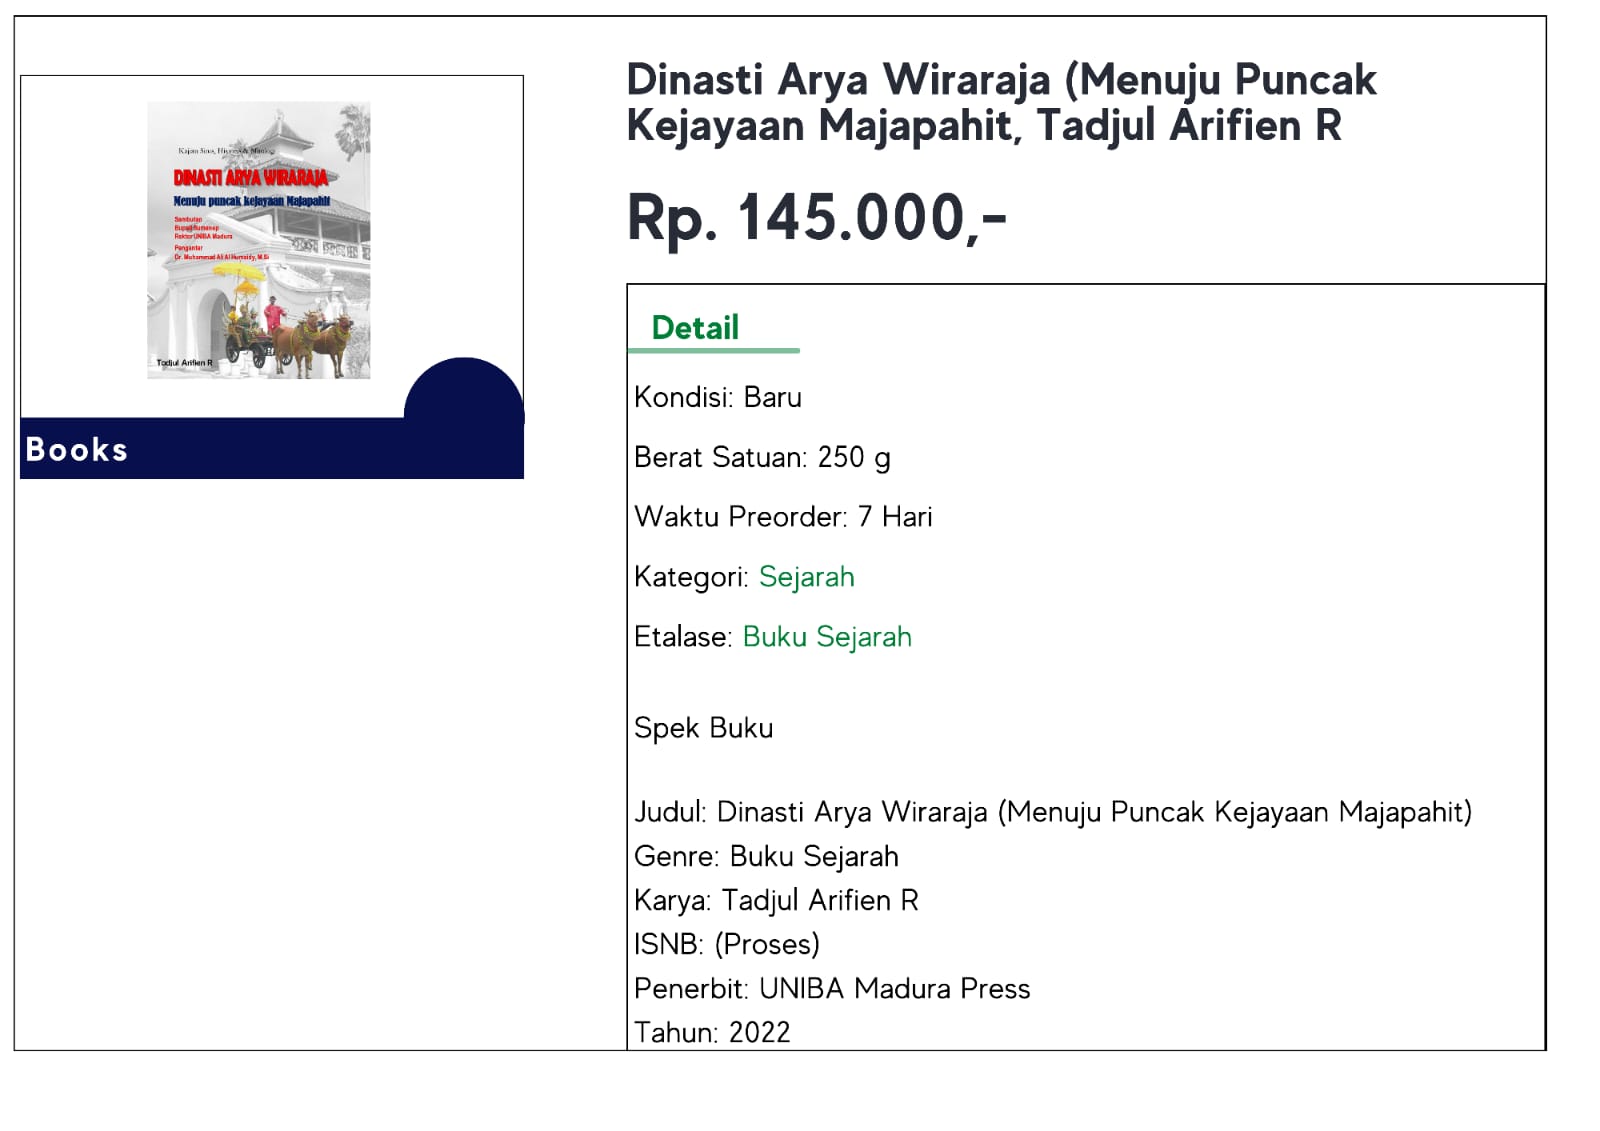 Kajian Situs, History & Mitologi
DINASTI ARYA WIRARAJA
Menuju puncak kejayaan Majapahit
Sambutan
Bupati Sumenep
Rektor UNIBA Madura
Pengantar
Dr. Mohammad Ali Al Humaidy, M.Si
Tadjul Arifien R
Books
Dinasti Arya Wiraraja (Menuju Puncak
Kejayaan Majapahit, Tadjul Arifien R
Rp. 145.000,-
Detail
Kondisi: Baru
Berat Satuan: 250 g
Waktu Preorder: 7 Hari
Kategori: Sejarah
Etalase: Buku Sejarah
Spek Buku
Judul: Dinasti Arya Wiraraja (Menuju Puncak Kejayaan Majapahit)
Genre: Buku Sejarah
Karya: Tadjul Arifien R
ISNB: (Proses)
Penerbit: UNIBA Madura Press
Tahun: 2022